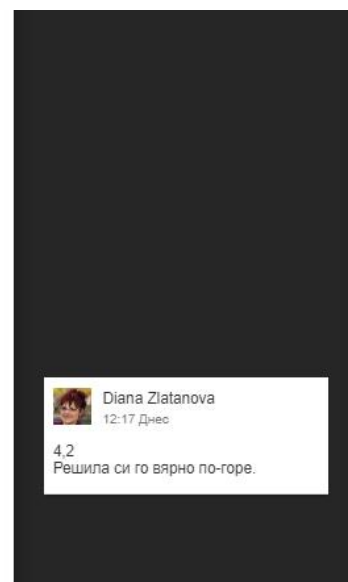 Diana Zlatanova
12:17 Днес
4,2
Решила си го вярно по-горе.